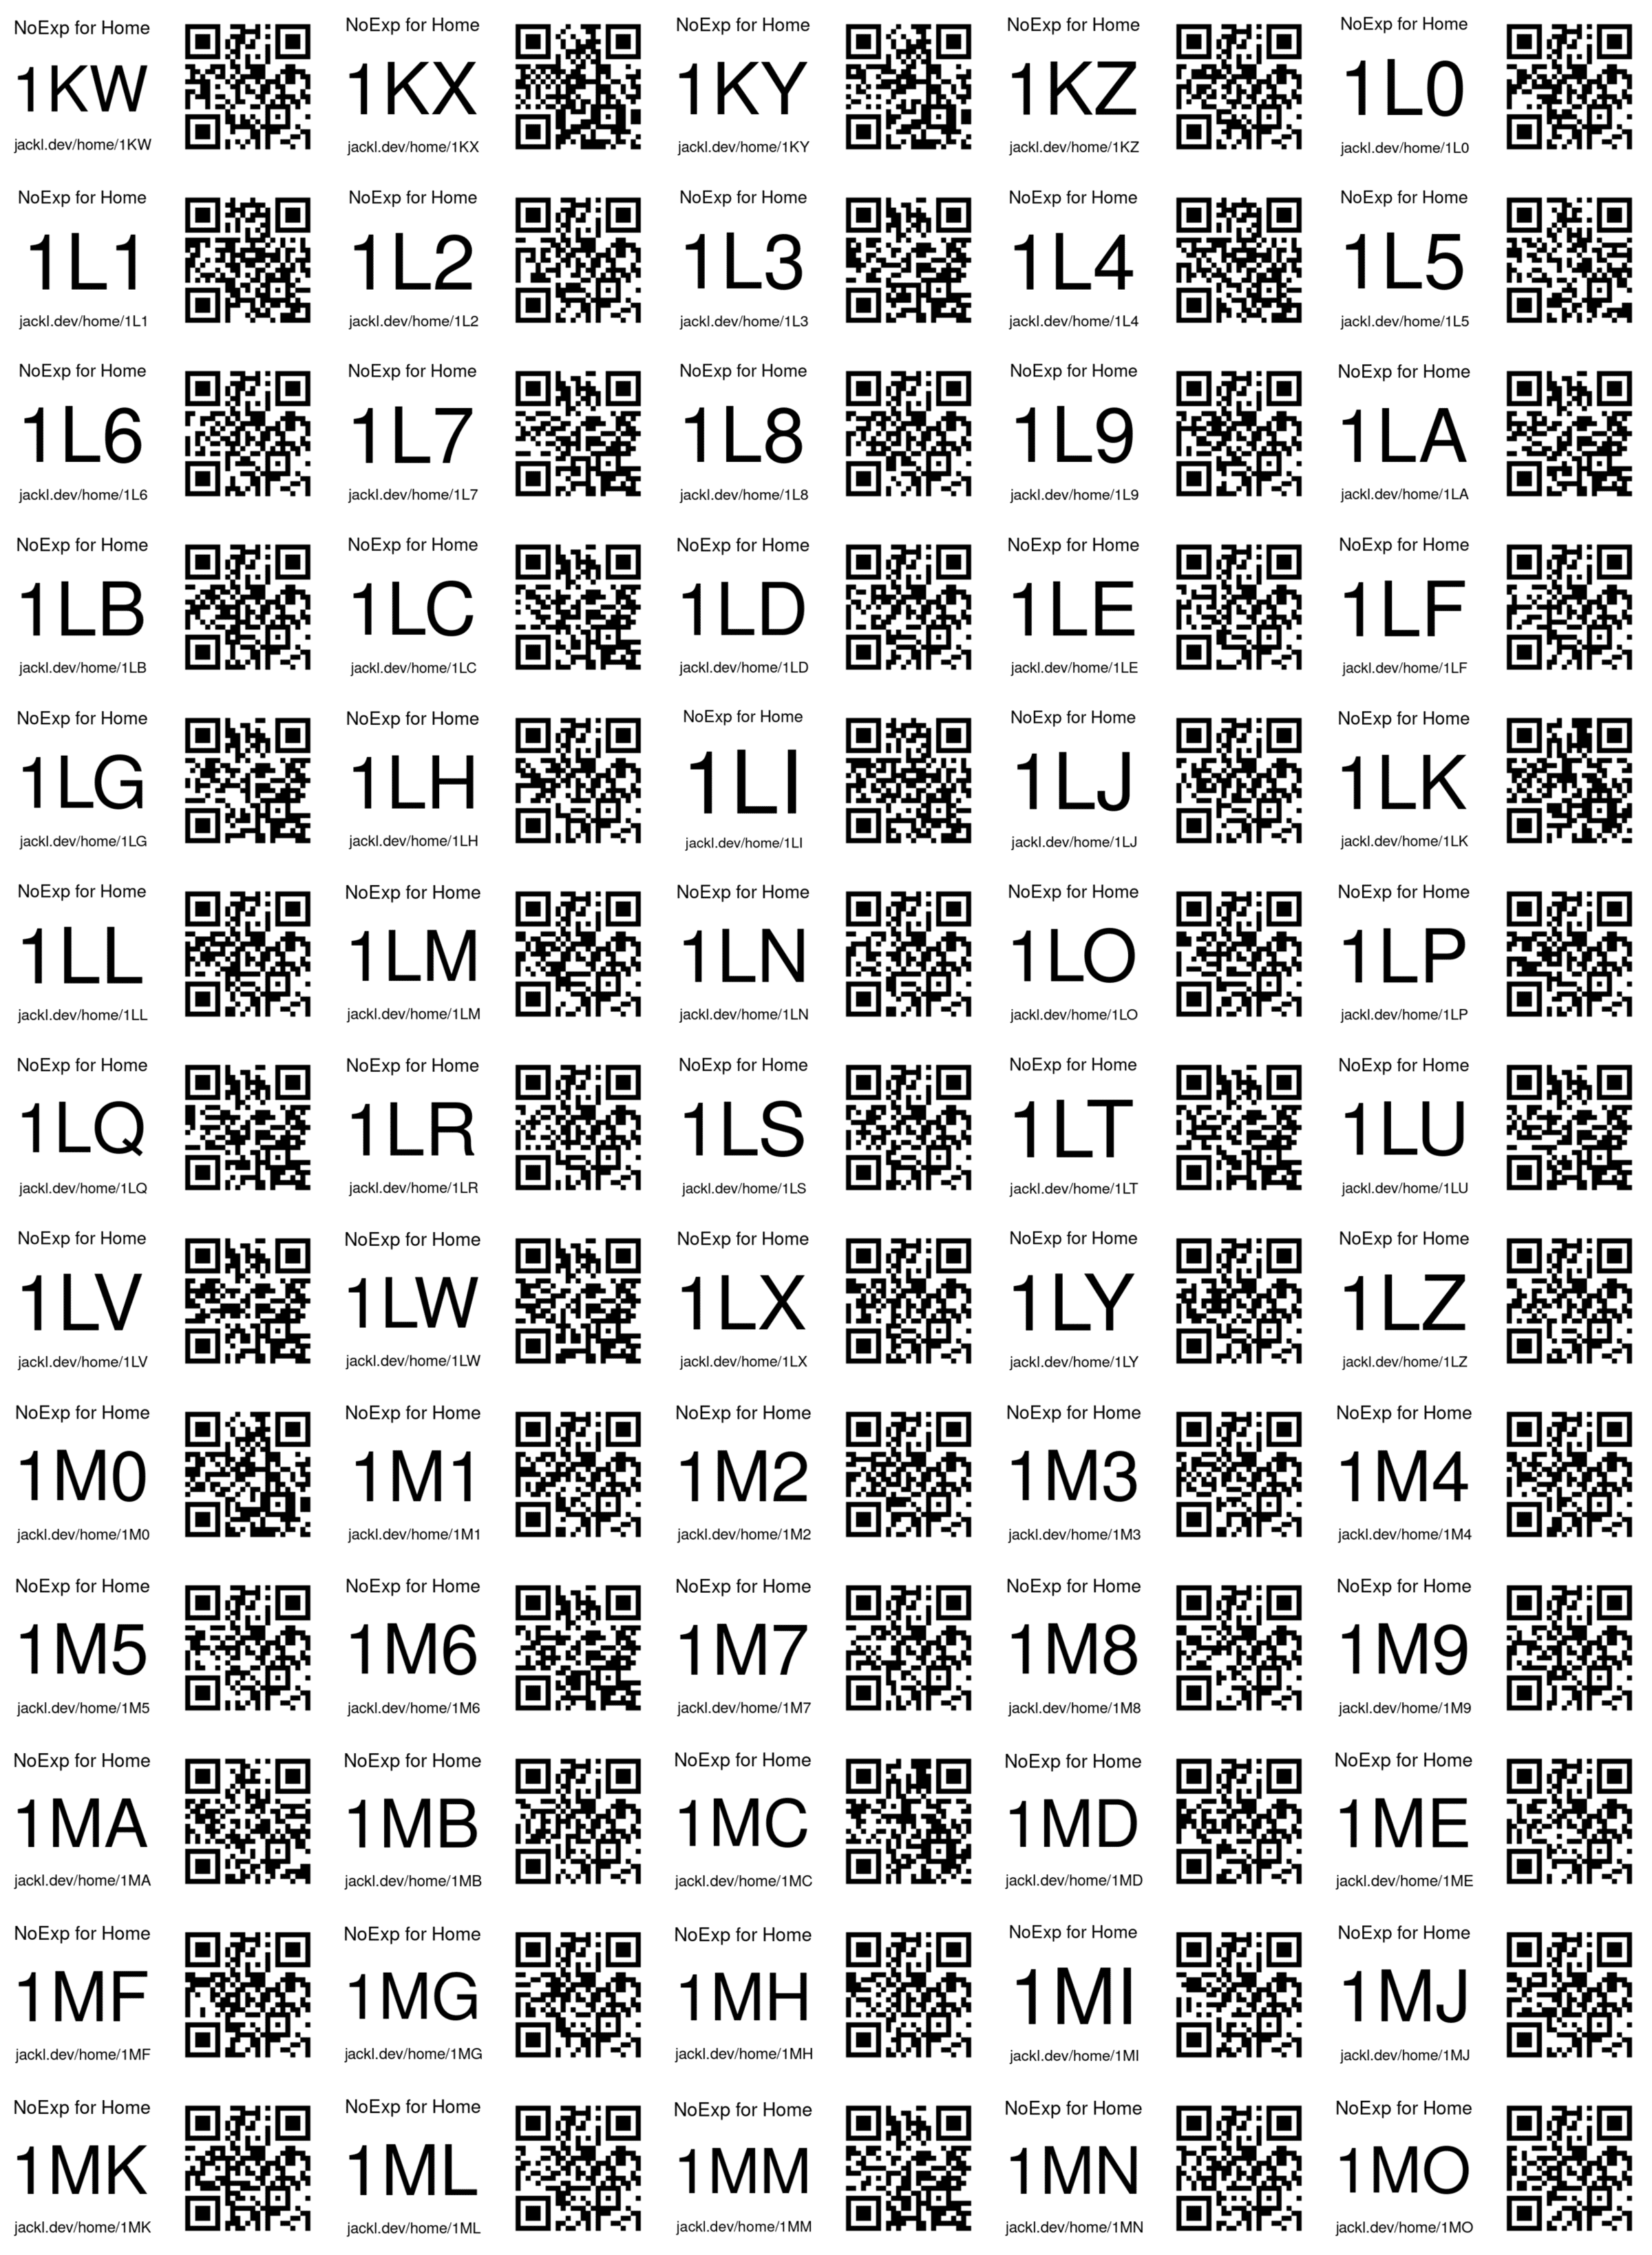 NoExp for Home
1KW
jackl.dev/home/1KW
NoExp for Home
1KX
jackl.dev/home/1KX
NoExp for Home
1KY
jackl.dev/home/1KY
NoExp for Home
1KZ
jackl.dev/home/1KZ
NoExp for Home
1L0
jackl.dev/home/1L0
NoExp for Home
1L1
jackl.dev/home/1L1
NoExp for Home
1L2
jackl.dev/home/1L2
NoExp for Home
1L3
jackl.dev/home/1L3
NoExp for Home
1L4
jackl.dev/home/1L4
NoExp for Home
1L5
jackl.dev/home/1L5
NoExp for Home
1L6
jackl.dev/home/1L6
NoExp for Home
1L7
jackl.dev/home/1L7
NoExp for Home
1L8
jackl.dev/home/1L8
NoExp for Home
1L9
jackl.dev/home/1L9
NoExp for Home
1LA
jackl.dev/home/1LA
NoExp for Home
1LB
jackl.dev/home/1LB
NoExp for Home
1LC
jackl.dev/home/1LC
NoExp for Home
1LD
jackl.dev/home/1LD
NoExp for Home
1LE
jackl.dev/home/1LE
NoExp for Home
1LF
jackl.dev/home/1LF
NoExp for Home
1LG
jackl.dev/home/1LG
NoExp for Home
1LH
jackl.dev/home/1LH
NoExp for Home
1LI
jackl.dev/home/1LI
NoExp for Home
1LJ
jackl.dev/home/1LJ
NoExp for Home
1LK
jackl.dev/home/1LK
NoExp for Home
1LL
jackl.dev/home/1LL
NoExp for Home
1LM
jackl.dev/home/1LM
NoExp for Home
1LN
jackl.dev/home/1LN
NoExp for Home
1LO
jackl.dev/home/1LO
NoExp for Home
1LP
jackl.dev/home/1LP
NoExp for Home
1LQ
jackl.dev/home/1LQ
NoExp for Home
1LR
jackl.dev/home/1LR
NoExp for Home
1LS
jackl.dev/home/1LS
NoExp for Home
1LT
jackl.dev/home/1LT
NoExp for Home
1LU
jackl.dev/home/1LU
NoExp for Home
1LV
jackl.dev/home/1LV
NoExp for Home
1LW
jackl.dev/home/1LW
NoExp for Home
1LX
jackl.dev/home/1LX
NoExp for Home
1LY
jackl.dev/home/1LY
NoExp for Home
1LZ
jackl.dev/home/1LZ
NoExp for Home
1M0
jackl.dev/home/1M0
NoExp for Home
1M1
jackl.dev/home/1M1
NoExp for Home
1M2
jackl.dev/home/1M2
NoExp for Home
1M3
jackl.dev/home/1M3
NoExp for Home
1M4
jackl.dev/home/1M4
NoExp for Home
1M5
jackl.dev/home/1M5
NoExp for Home
1M6
jackl.dev/home/1M6
NoExp for Home
1M7
jackl.dev/home/1M7
NoExp for Home
1M8
jackl.dev/home/1M8
NoExp for Home
1M9
jackl.dev/home/1M9
NoExp for Home
1MA
jackl.dev/home/1MA
NoExp for Home
1MB
jackl.dev/home/1MB
NoExp for Home
1MC
jackl.dev/home/1MC
NoExp for Home
1MD
jackl.dev/home/1MD
NoExp for Home
1ME
jackl.dev/home/1ME
NoExp for Home
1MF
jackl.dev/home/1MF
NoExp for Home
1MG
jackl.dev/home/1MG
NoExp for Home
1MH
jackl.dev/home/1MH
NoExp for Home
1MI
jackl.dev/home/1MI
NoExp for Home
1MJ
jackl.dev/home/1MJ
NoExp for Home
1MK
jackl.dev/home/1MK
NoExp for Home
1ML
jackl.dev/home/1ML
NoExp for Home
1MM
jackl.dev/home/1MM
NoExp for Home
1MN
jackl.dev/home/1MN
NoExp for Home
1MO
jackl.dev/home/1MO